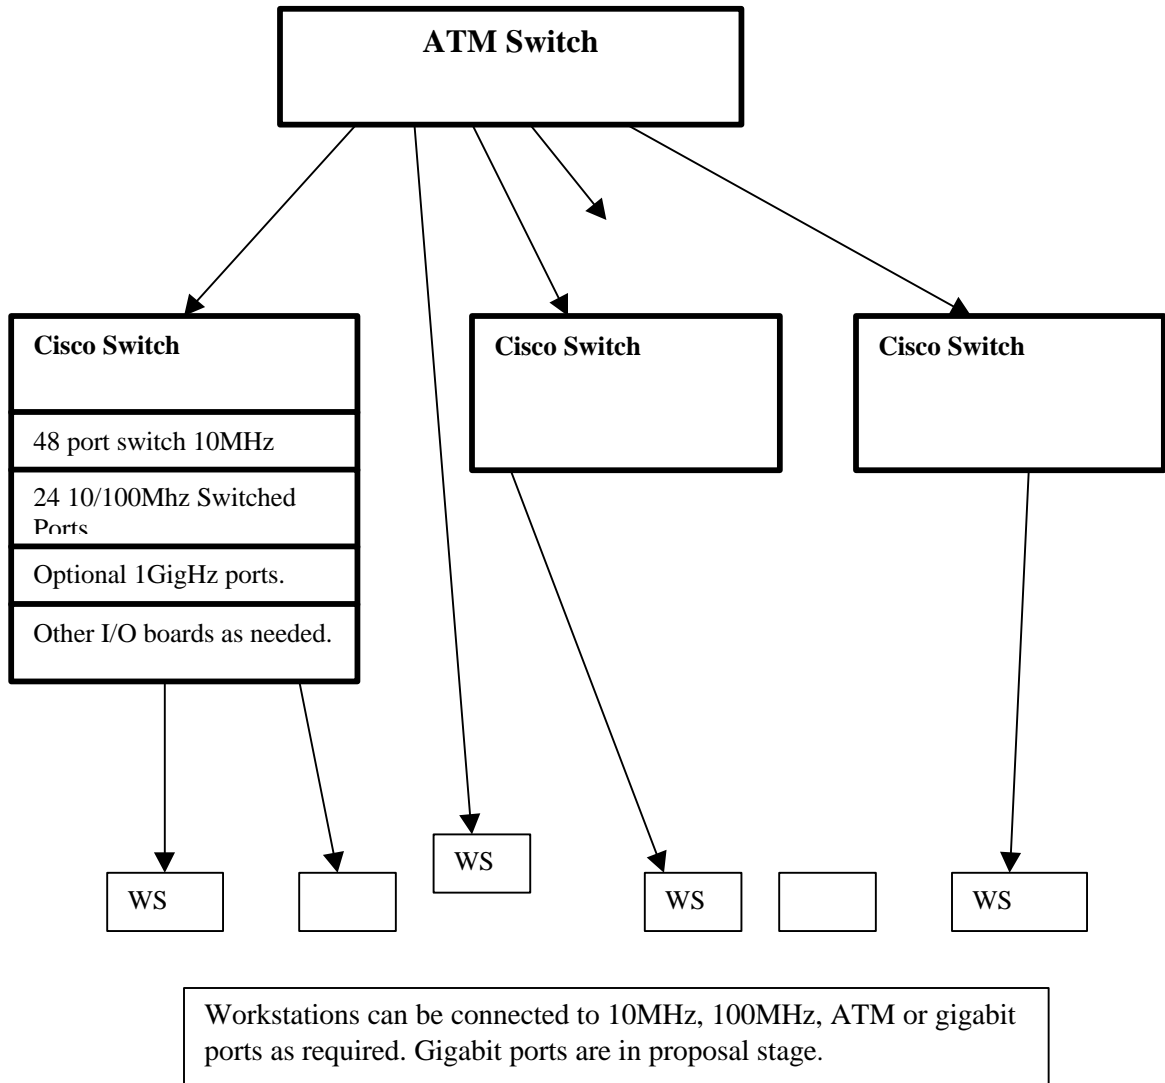 ATM Switch
Cisco Switch
Cisco Switch
Cisco Switch
48 port switch 10MHz
24 10/100Mhz Switched
Ports
Optional 1GigHz ports.
Other I/O boards as needed.
WS
WS
WS
WS
Workstations can be connected to 10MHz, 100MHz, ATM or gigabit
ports as required. Gigabit ports are in proposal stage.